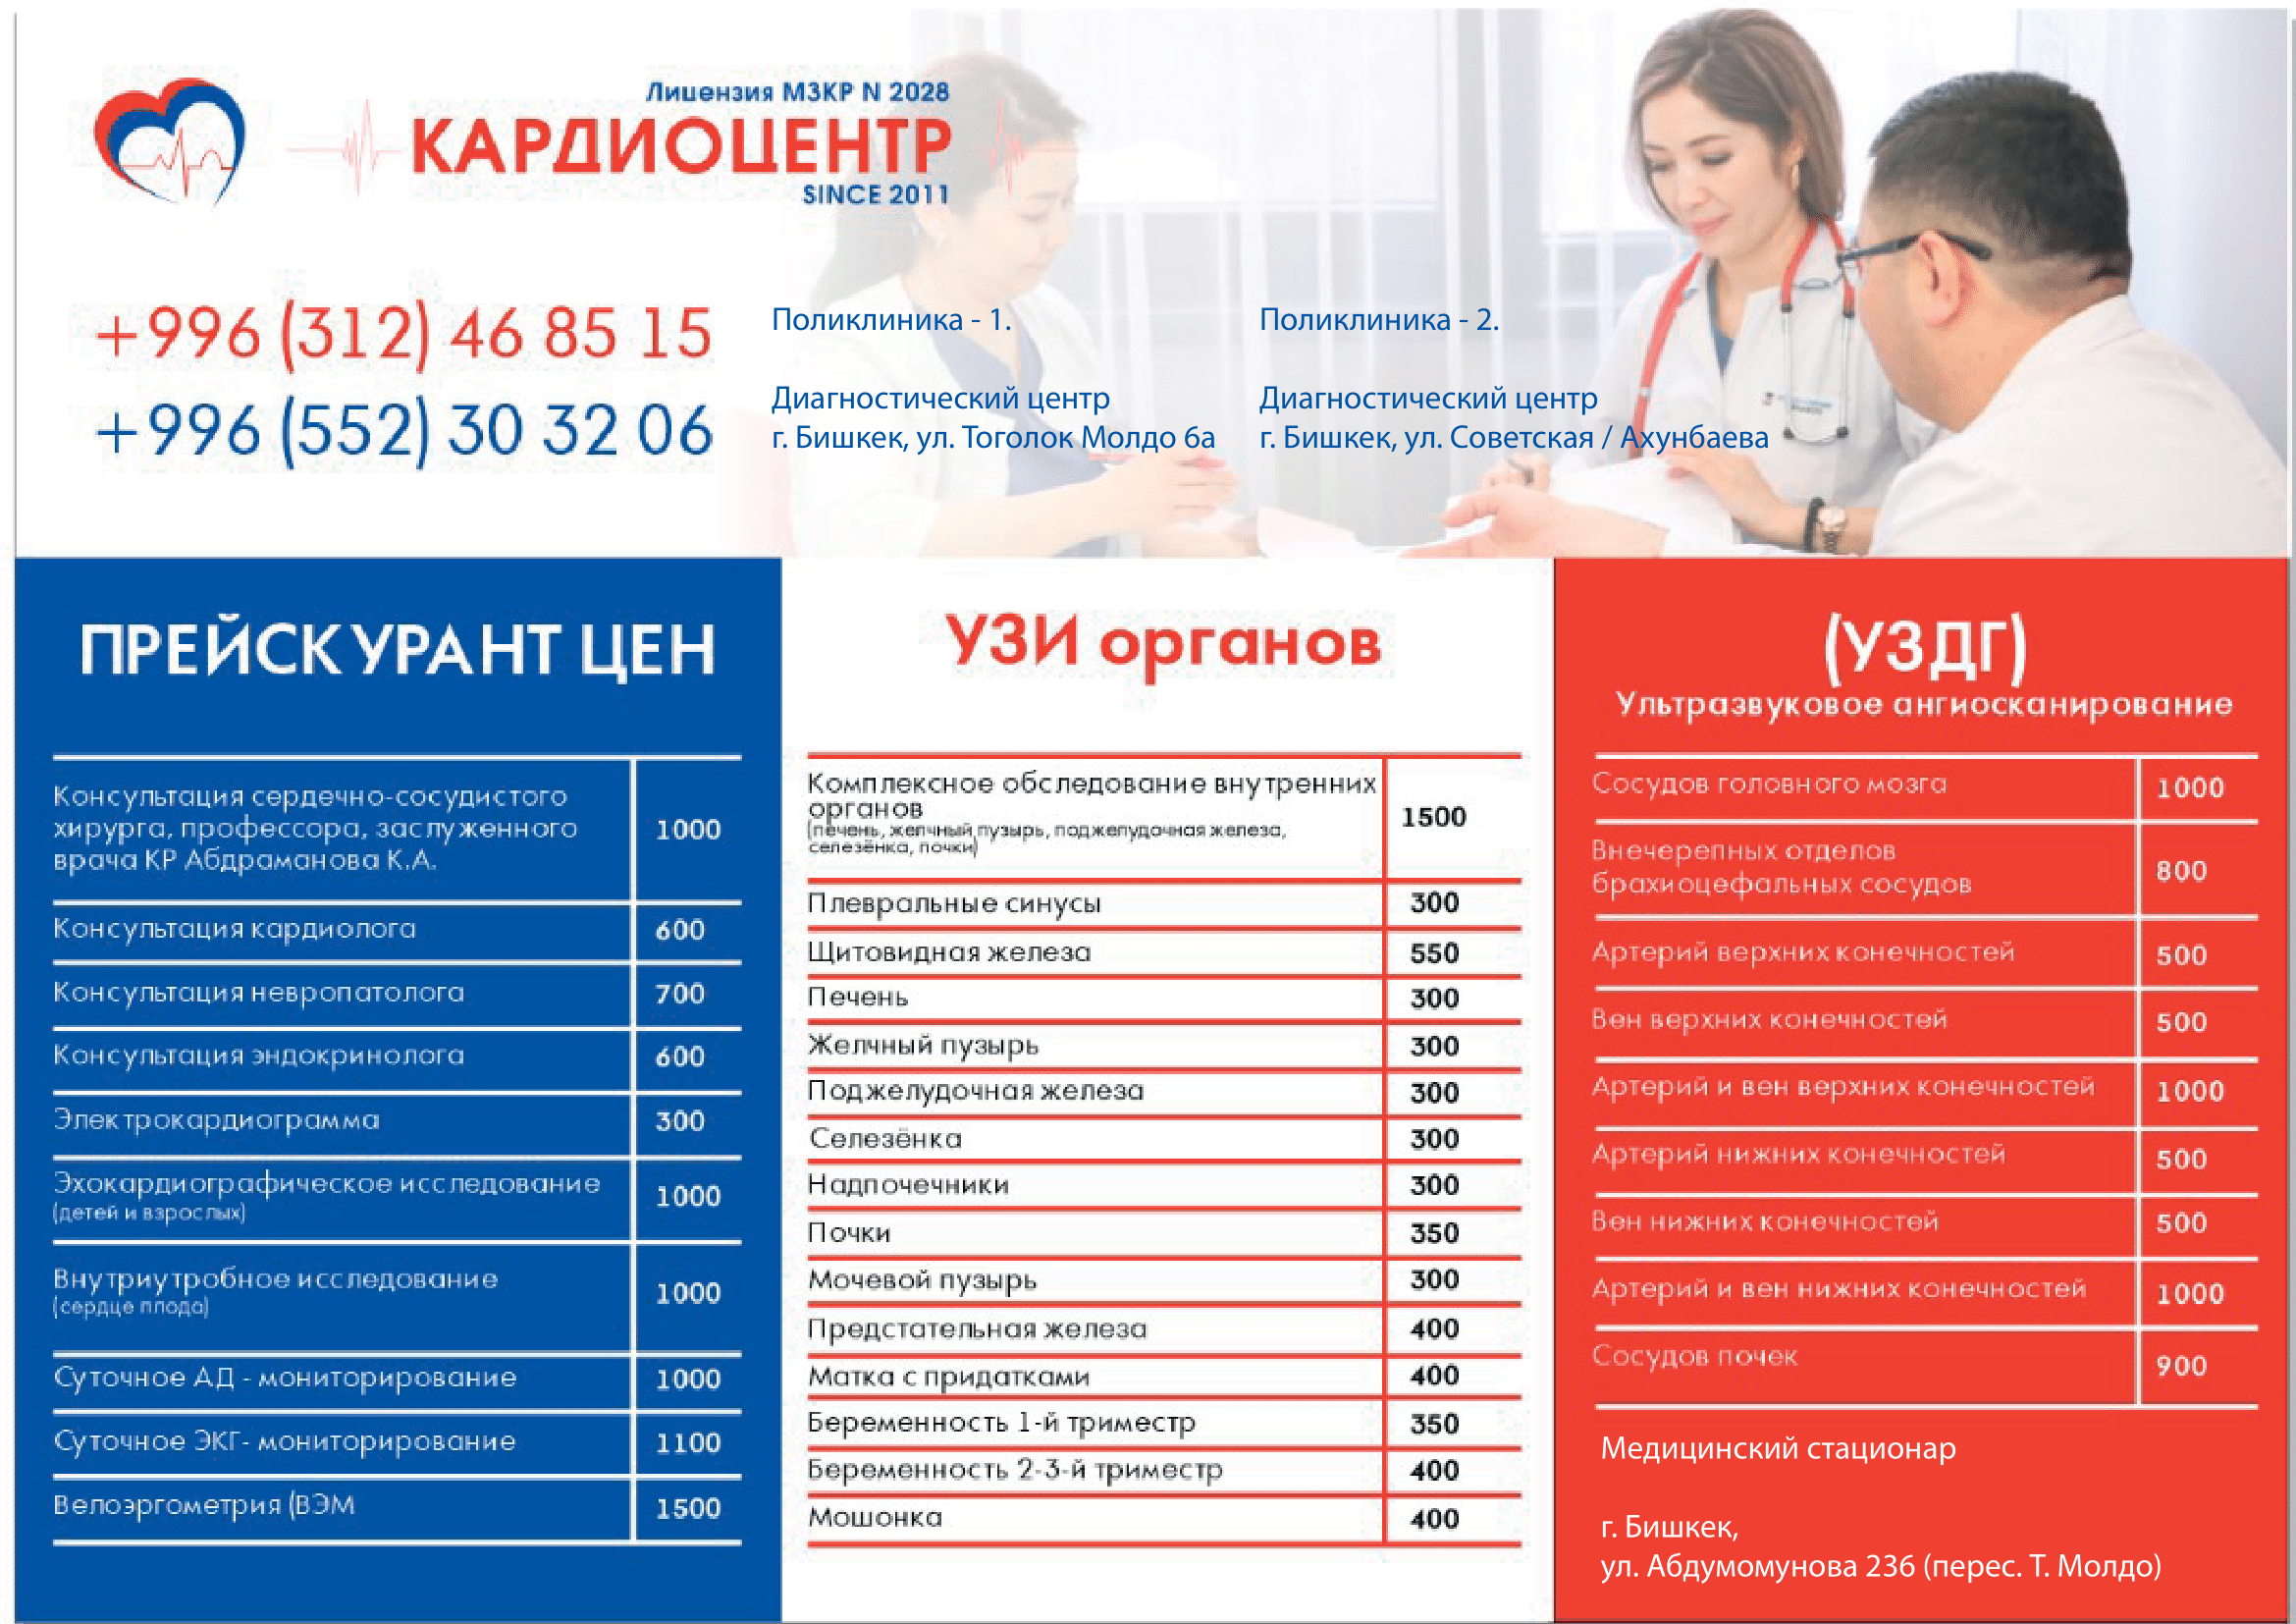 Лицензия МЗКР N 2028
КАРДИОЦЕНТР
SINCE 2011
+996 (312) 46 85 15
+996 (552) 30 32 06
Поликлиника - 1.
Диагностический центр
г. Бишкек, ул. Тоголок Молдо 6а
Поликлиника - 2.
Диагностический центр
г. Бишкек, ул. Советская / Ахунбаева
ПРЕЙСКУРАНТ ЦЕН
Консультация сердечно-сосудистого
хирурга, профессора, заслуженного
врача КР Абдраманова К.А.
1000
Консультация кардиолога 600
Консультация невропатолога 700
Консультация эндокринолога 600
Электрокардиограмма 300
Эхокардиографическое исследование
(детей и взрослых)
1000
Внутриутробное исследование
(сердце плода)
1000
Суточное АД - мониторирование 1000
Суточное ЭКГ- мониторирование 1100
Велоэргометрия (ВЭМ 1500
УЗИ органов
Комплексное обследование внутренних
органов
(печень, желчный пузырь, поджелудочная железа,
селезёнка, почки)
1500
Плевральные синусы 300
Щитовидная железа 550
Печень 300
Желчный пузырь 300
Поджелудочная железа 300
Селезёнка 300
Надпочечники 300
Почки 350
Мочевой пузырь 300
Предстательная железа 400
Матка с придатками 400
Беременность 1-й триместр 350
Беременность 2-3-й триместр 400
Мошонка 400
(УЗДГ)
Ультразвуковое ангиосканирование
Сосудов головного мозга 1000
Внечерепных отделов
брахиоцефальных сосудов
800
Артерий верхних конечностей 500
Вен верхних конечностей 500
Артерий и вен верхних конечностей 1000
Артерий нижних конечностей 500
Вен нижних конечностей 500
Артерий и вен нижних конечностей 1000
Сосудов почек 900
Медицинский стационар
г. Бишкек,
ул. Абдумомунова 236 (перес. Т. Молдо)